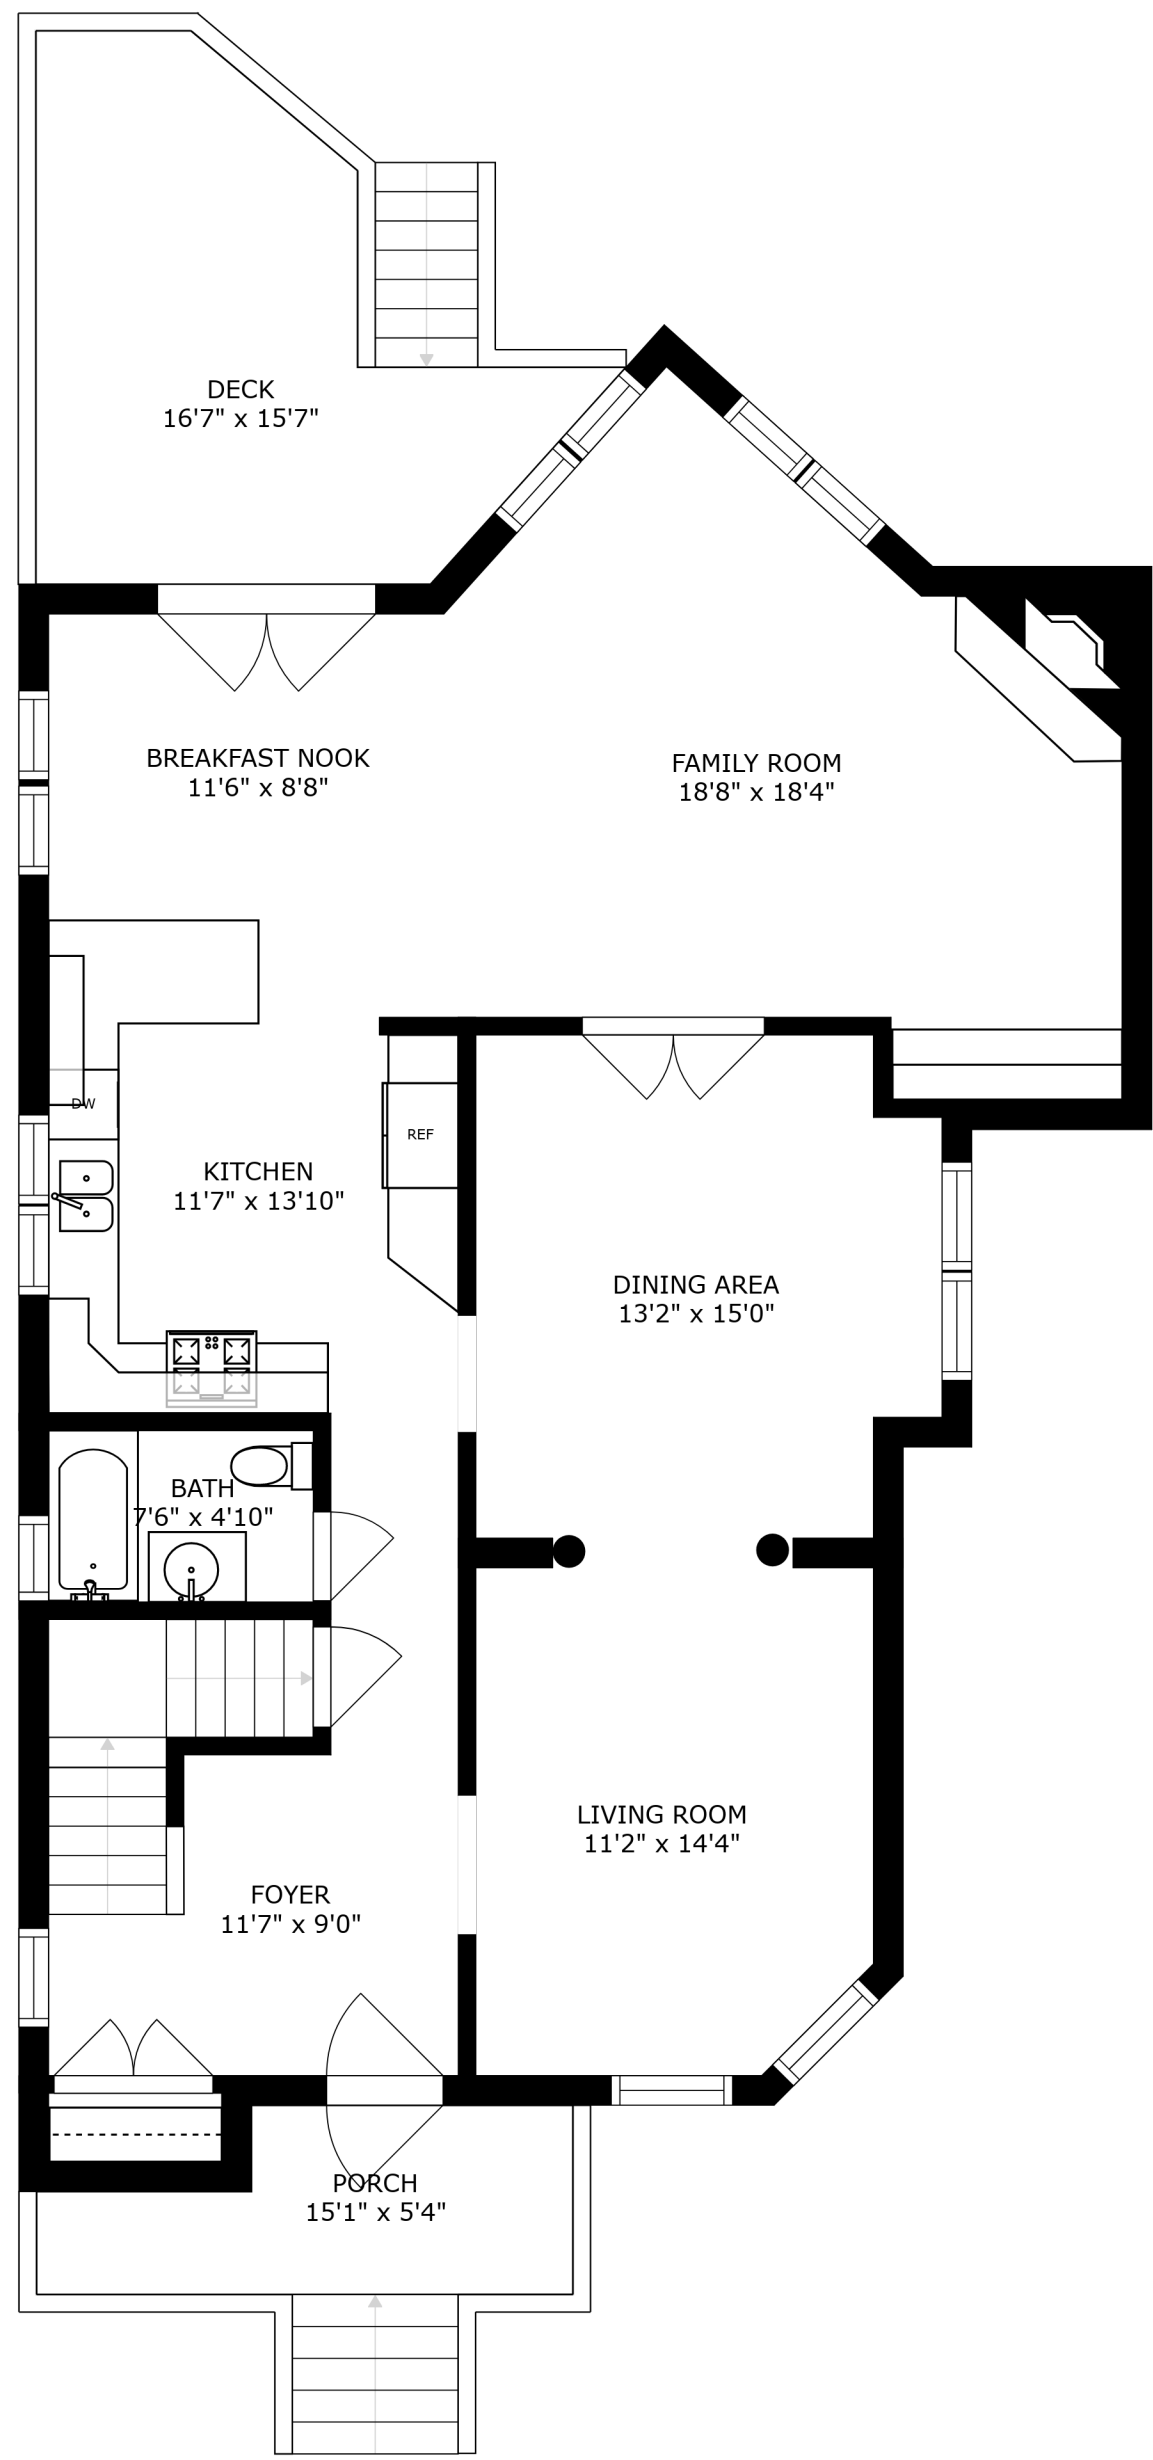 DECK
16'7" x 15'7"
BREAKFAST NOOK
11'6" x 8'8"
FAMILY ROOM
18'8" x 18'4"
DW
REF
KITCHEN
11'7" x 13'10"
DINING AREA
13'2" x 15'0"
BATH
7'6" x 4'10"
LIVING ROOM
11'2" x 14'4"
FOYER
11'7" x 9'0"
PORCH
15'1" x 5'4"